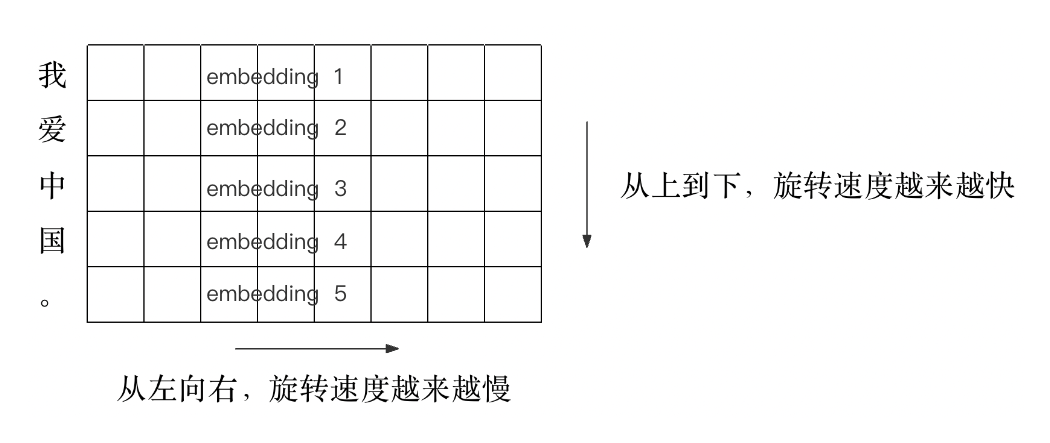 我 embedding 1
爱 embedding 2
中 embedding 3
国 embedding 4
。 embedding 5
从上到下，旋转速度越来越快
从左向右，旋转速度越来越慢